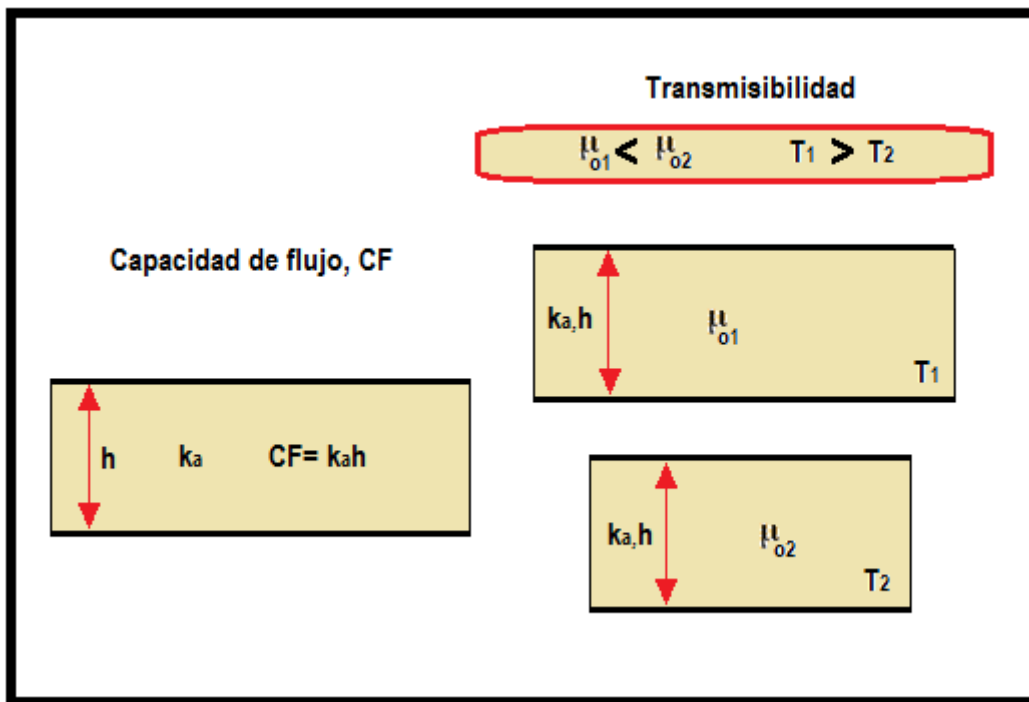 Transmisibilidad
μo1 < μo2 T1 > T2
Capacidad de flujo, CF
h ka CF= kah
ka,h μo1
T1
ka,h μo2
T2